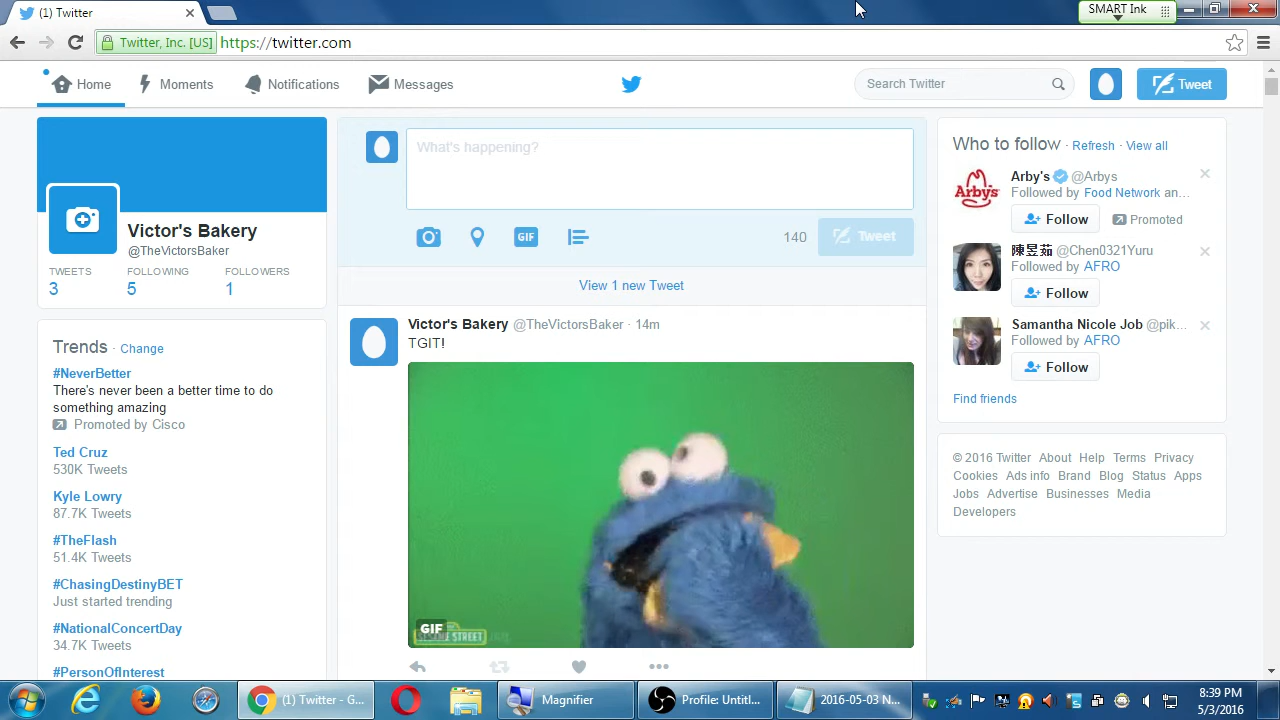 (1) Twitter
SMART Ink
Twitter, Inc. [US] https://twitter.com
Home
Moments
Notifications
Messages
Search Twitter
Tweet
Victor's Bakery
@TheVictorsBaker
TWEETS FOLLOWING FOLLOWERS
3 5 1
Trends · Change
#NeverBetter
There's never been a better time to do
something amazing
Promoted by Cisco
Ted Cruz
530K Tweets
Kyle Lowry
87.7K Tweets
#TheFlash
51.4K Tweets
#ChasingDestinyBET
Just started trending
#NationalConcertDay
34.7K Tweets
#PersonOfInterest
What's happening?
GIF
140
Tweet
View 1 new Tweet
Victor's Bakery @TheVictorsBaker · 14m
TGIT!
GIF
SESAME STREET
Who to follow · Refresh · View all
Arby's
Arby's @Arbys
Followed by Food Network an...
Follow
Promoted
陳昱茹 @Chen0321Yuru
Followed by AFRO
Follow
Samantha Nicole Job @pik...
Followed by AFRO
Follow
Find friends
© 2016 Twitter About Help Terms Privacy
Cookies Ads info Brand Blog Status Apps
Jobs Advertise Businesses Media
Developers
(1) Twitter - G...
Magnifier
Profile: Untitl...
2016-05-03 N...
8:39 PM
5/3/2016